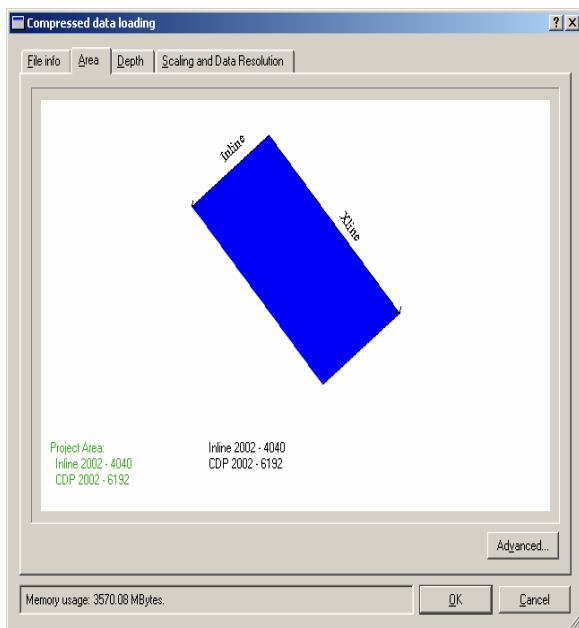 Compressed data loading
File info Area Depth Scaling and Data Resolution
Inline
Xline
Project Area:
Inline 2002 - 4040
CDP 2002 - 6192
Inline 2002 - 4040
CDP 2002 - 6192
Advanced...
Memory usage: 3570.08 MBytes.
OK Cancel